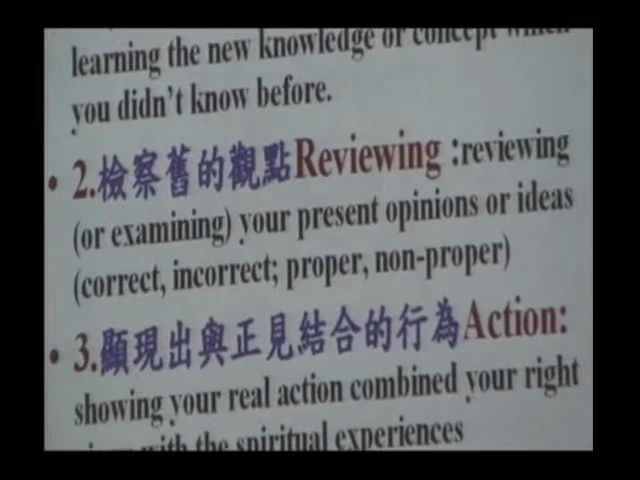 learning the new knowledge or concept which
you didn't know before.
• 2.檢察舊的觀點Reviewing :reviewing
(or examining) your present opinions or ideas
(correct, incorrect; proper, non-proper)
• 3.顯現出與正見結合的行為Action:
showing your real action combined your right
with the spiritual experiences